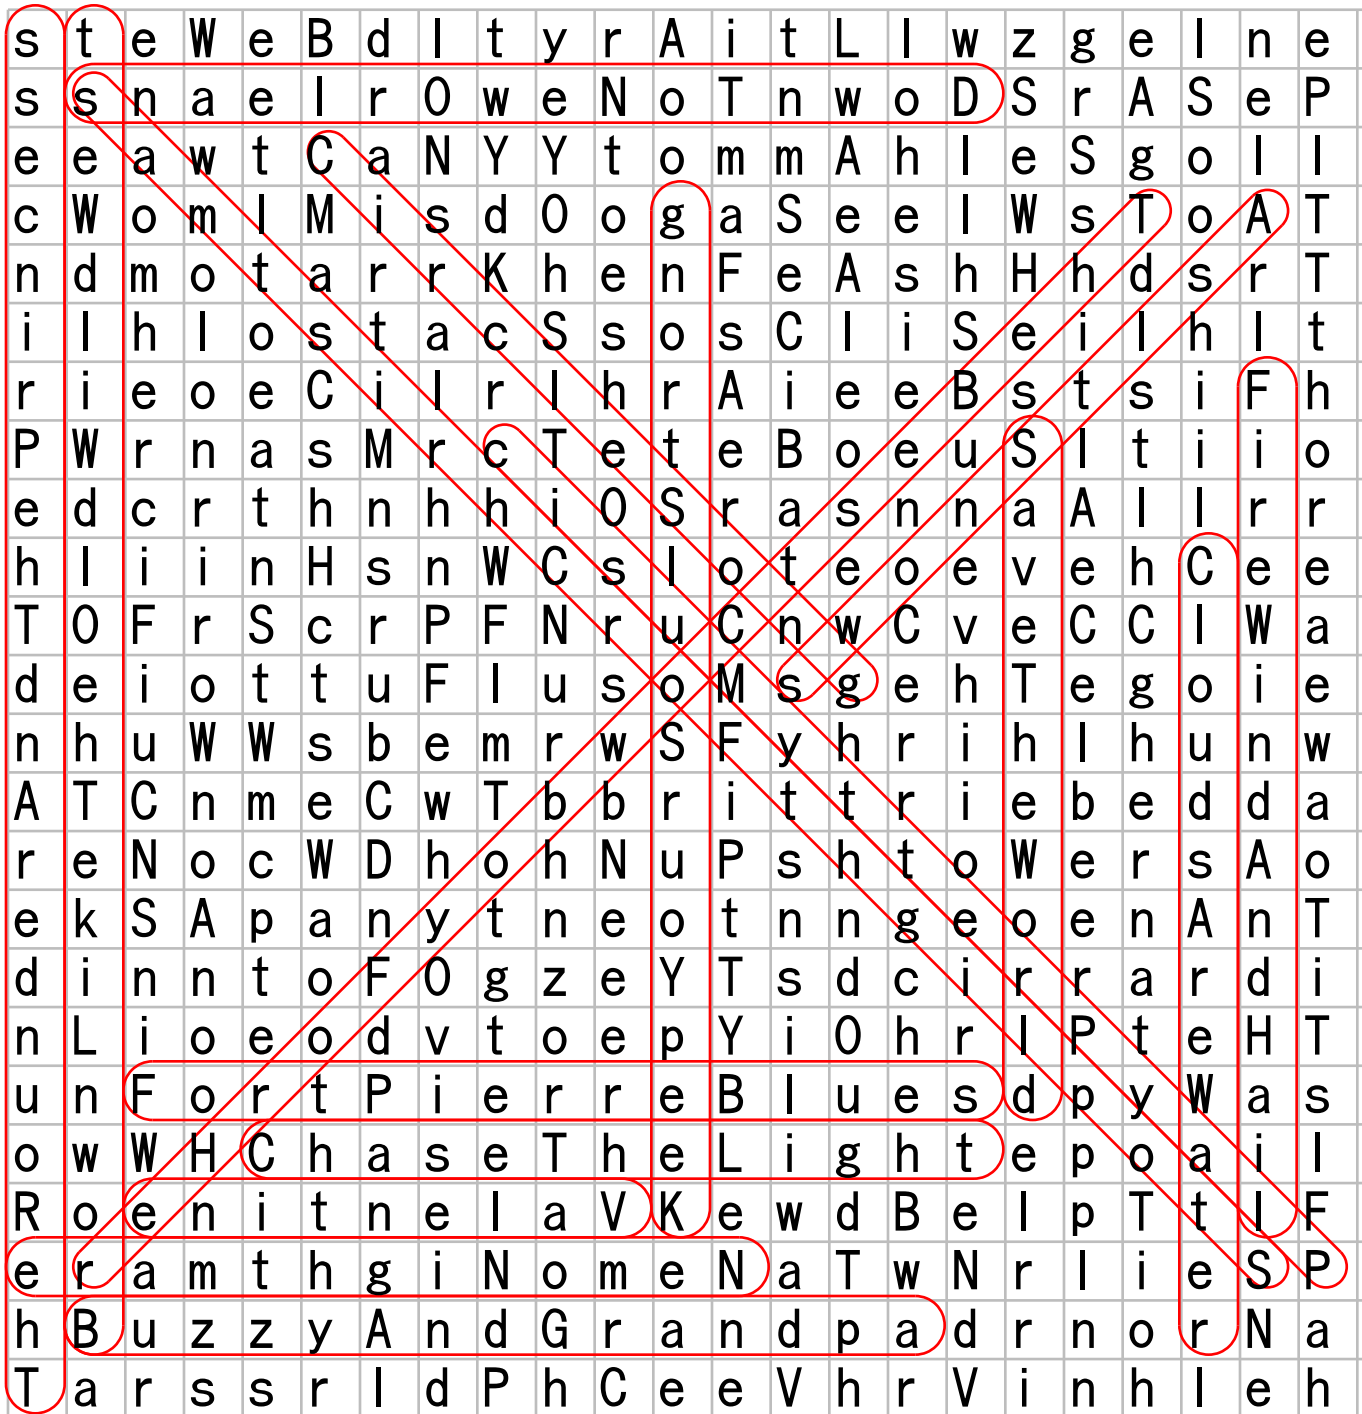 s t e W e B d l t y r A i t L l w z g e l n e
s s n a e l r O w e N o T n w o D S r A S e P
e e a w t C a N Y Y t o m m A h l e S g o l l
c W o m l M i s d O o g a S e e l W s T o A T
n d m o t a r r K h e n F e A s h H h d s r T
i l h l o s t a c S s o s C l i S e i l h l t
r i e o e C i l r l h r A i e e B s t s i F h
P W r n a s M r c T e t e B o e u S l t i i o
e d c r t h n h h i O S r a s n n a A l l r r
h l i i n H s n W C s l o t e o e v e h C e e
T O F r S c r P F N r u C n w C v e C C l W a
d e i o t t u F l u s o M s g e h T e g o i e
n h u W W s b e m r w S F y h r i h l h u n w
A T C n m e C w T b b r i t t r i e b e d d a
r e N o c W D h o h N u P s h t o W e r s A o
e k S A p a n y t n e o t n n g e o e n A n T
d i n n t o F O g z e Y T s d c i r r a r d i
n L i o e o d v t o e p Y i O h r l P t e H T
u n F o r t P i e r r e B l u e s d p y W a s
o w W H C h a s e T h e L i g h t e p o a i l
R o e n i t n e l a V K e w d B e l p T t l F
e r a m t h g i N o m e N a T w N r l i e S P
h B u z z y A n d G r a n d p a d r n o r N a
T a r s s r l d P h C e e V h r V i n h l e h